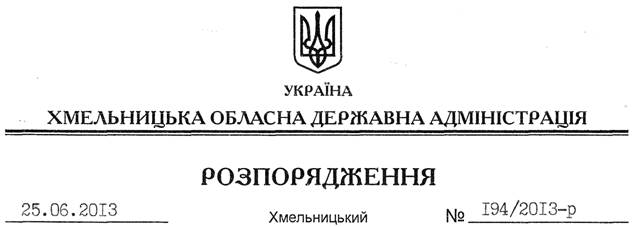 УКРАЇНА
ХМЕЛЬНИЦЬКА ОБЛАСНА ДЕРЖАВНА АДМІНІСТРАЦІЯ
РОЗПОРЯДЖЕННЯ
25.06.2013 Хмельницький № 194/2013-р